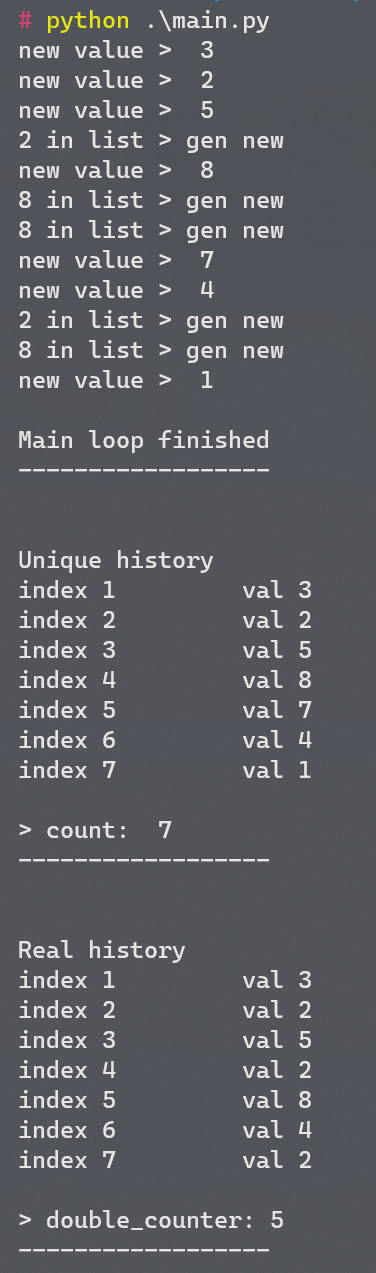 # python .\main.py
new value >  3
new value >  2
new value >  5
2 in list > gen new
new value >  8
8 in list > gen new
8 in list > gen new
new value >  7
new value >  4
2 in list > gen new
8 in list > gen new
new value >  1
Main loop finished
------------------
Unique history
index 1         val 3
index 2         val 2
index 3         val 5
index 4         val 8
index 5         val 7
index 6         val 4
index 7         val 1
> count:  7
------------------
Real history
index 1         val 3
index 2         val 2
index 3         val 5
index 4         val 2
index 5         val 8
index 6         val 4
index 7         val 2
> double_counter: 5
------------------